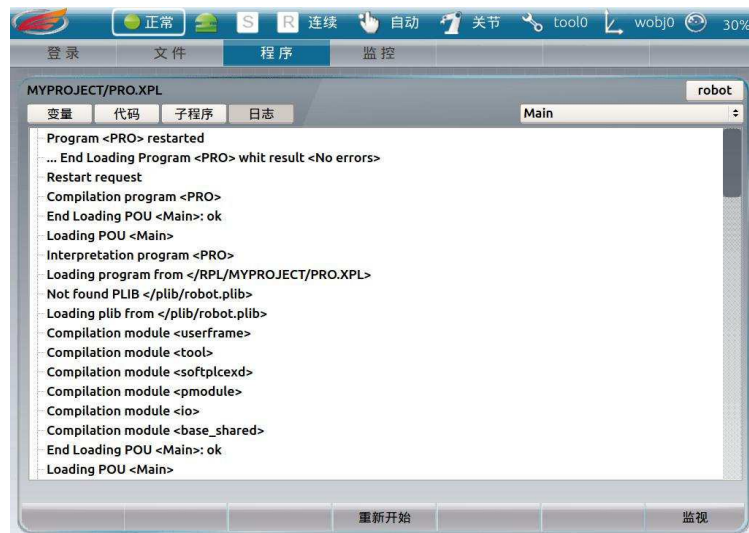 正常 S R 连续 自动 关节 tool0 wobj0 30%
登录 文件 程序 监控
MYPROJECT/PRO.XPL robot
变量 代码 子程序 日志 Main
Program <PRO> restarted
... End Loading Program <PRO> whit result <No errors>
Restart request
Compilation program <PRO>
End Loading POU <Main>: ok
Loading POU <Main>
Interpretation program <PRO>
Loading program from </RPL/MYPROJECT/PRO.XPL>
Not found PLIB </plib/robot.plib>
Loading plib from </plib/robot.plib>
Compilation module <userframe>
Compilation module <tool>
Compilation module <softplcexd>
Compilation module <pmodule>
Compilation module <io>
Compilation module <base_shared>
End Loading POU <Main>: ok
Loading POU <Main>
重新开始 监视